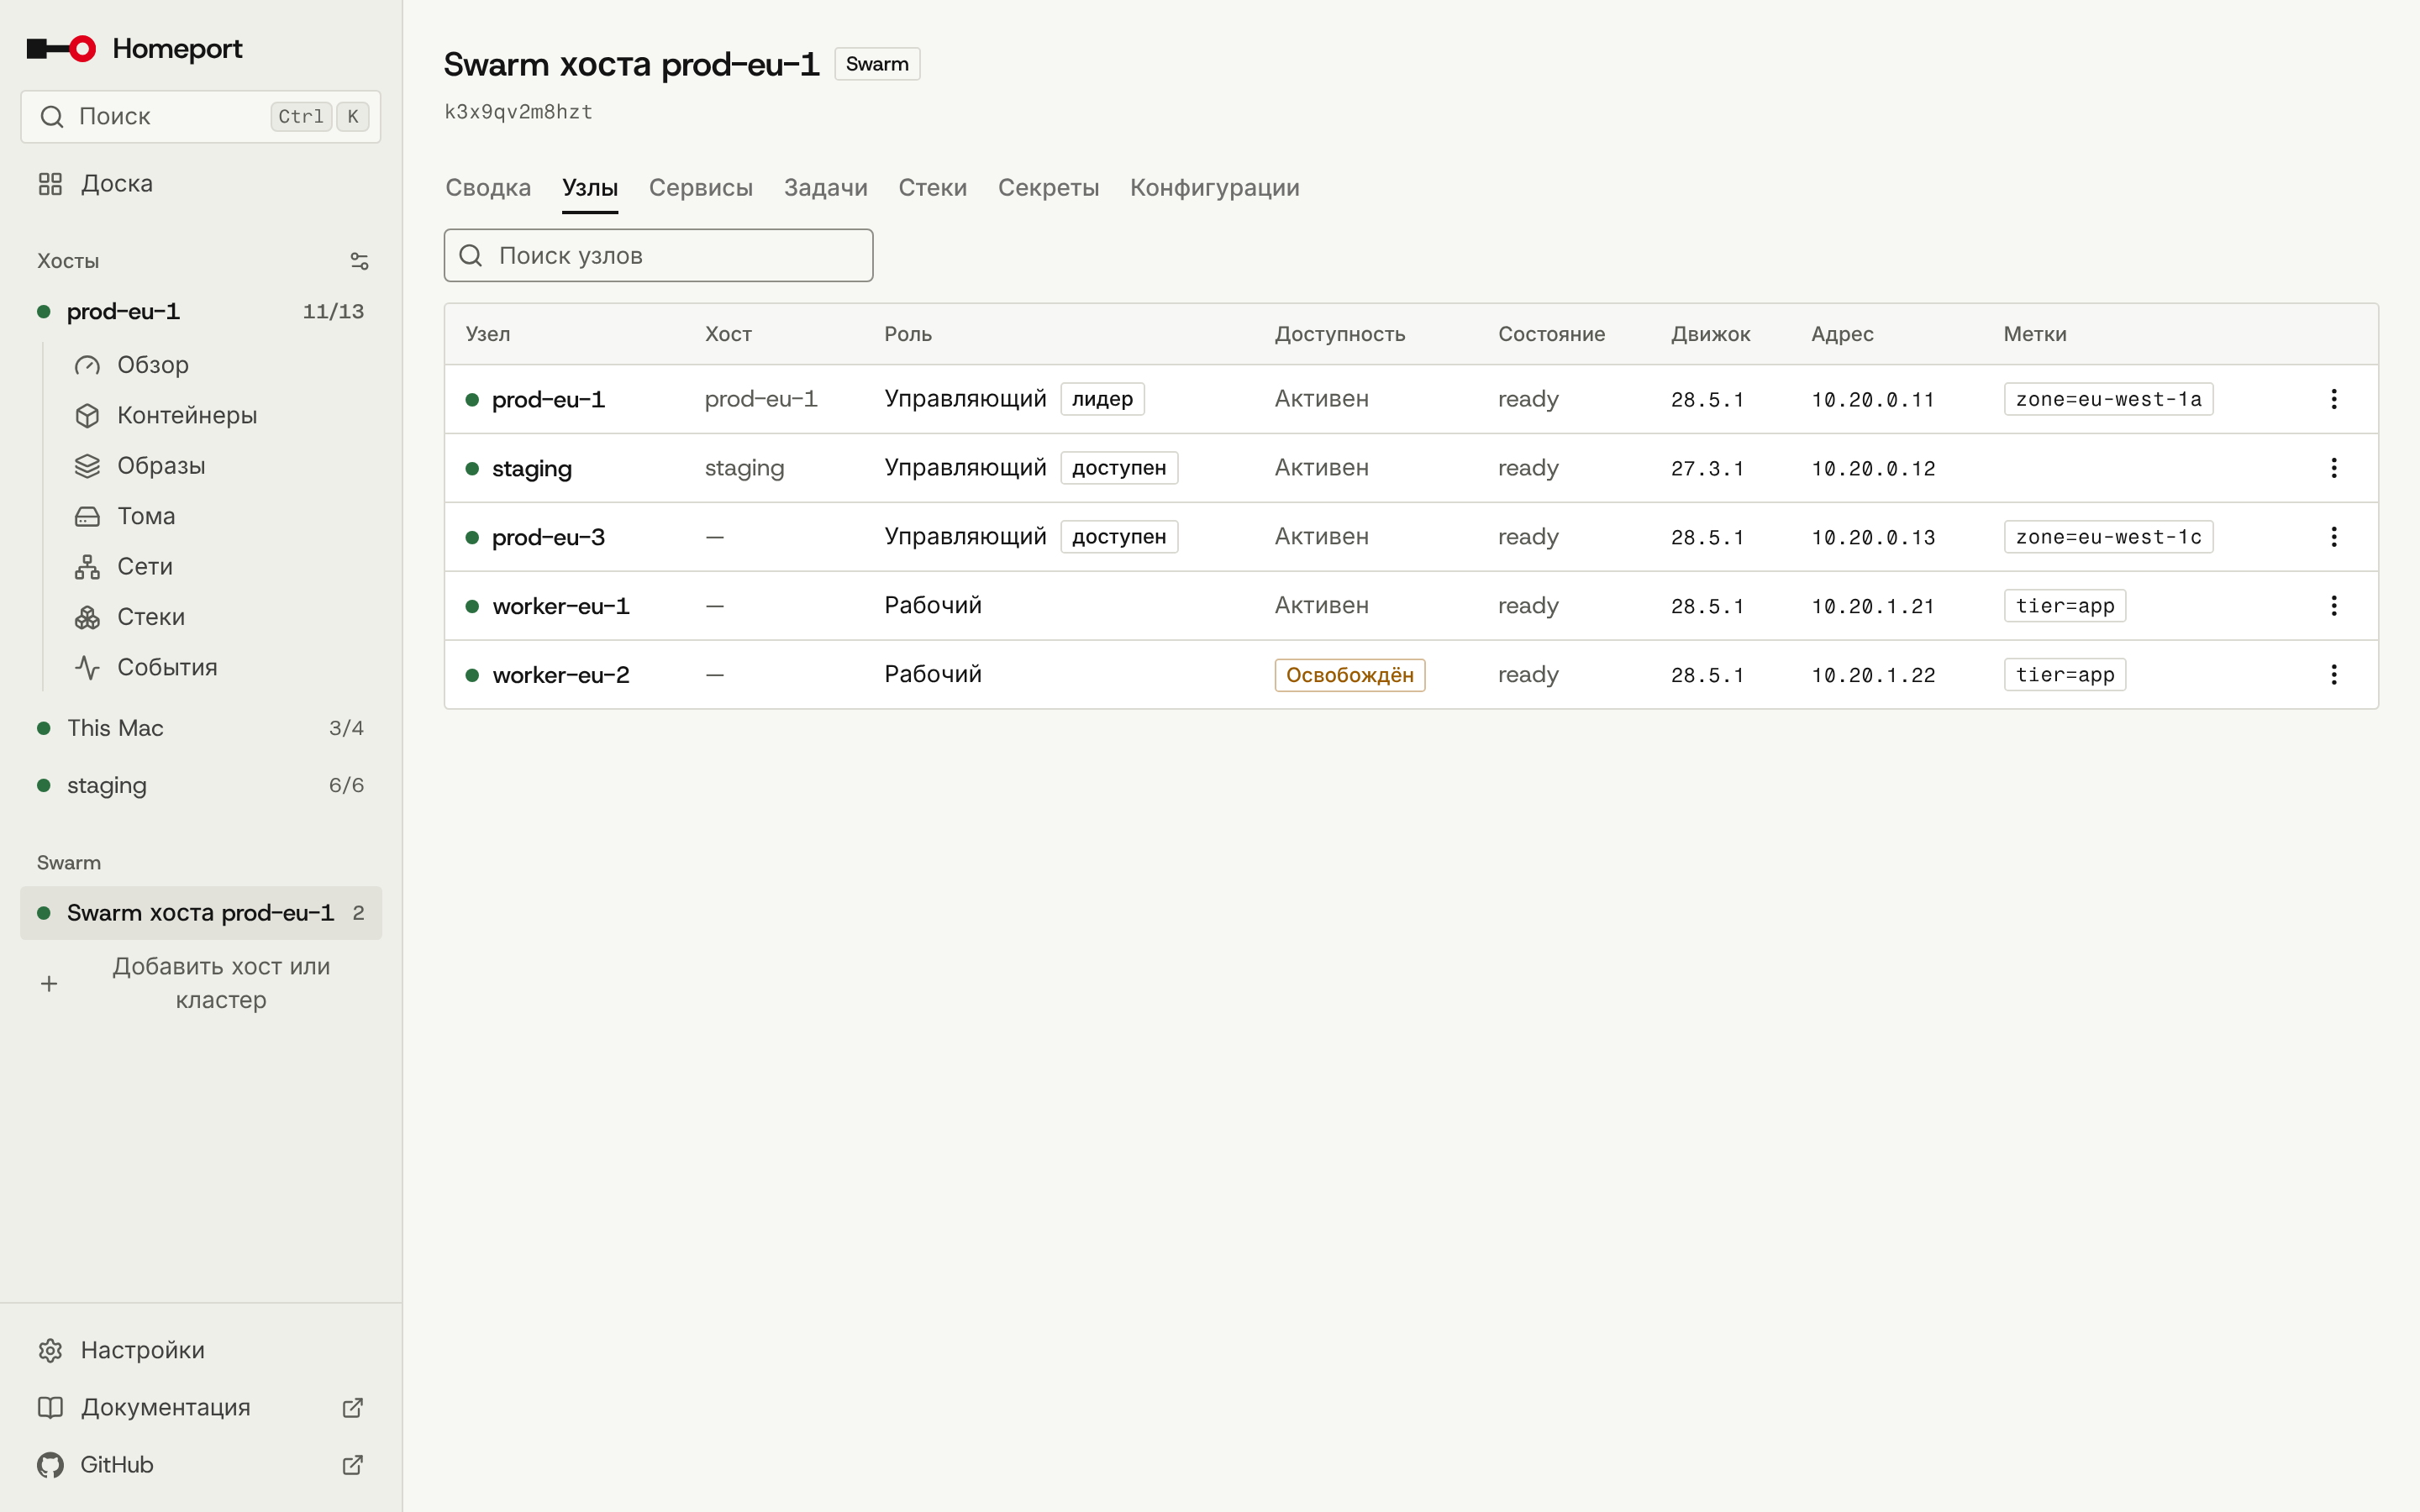 Homeport
Поиск Ctrl K
Доска
Хосты
prod-eu-1 11/13
Обзор
Контейнеры
Образы
Тома
Сети
Стеки
События
This Mac 3/4
staging 6/6
Swarm
Swarm хоста prod-eu-1 2
Добавить хост или
кластер
Настройки
Документация
GitHub
Swarm хоста prod-eu-1 Swarm
k3x9qv2m8hzt
Сводка Узлы Сервисы Задачи Стеки Секреты Конфигурации
Поиск узлов
Узел Хост Роль Доступность Состояние Движок Адрес Метки
prod-eu-1 prod-eu-1 Управляющий лидер Активен ready 28.5.1 10.20.0.11 zone=eu-west-1a
staging staging Управляющий доступен Активен ready 27.3.1 10.20.0.12
prod-eu-3 — Управляющий доступен Активен ready 28.5.1 10.20.0.13 zone=eu-west-1c
worker-eu-1 — Рабочий Активен ready 28.5.1 10.20.1.21 tier=app
worker-eu-2 — Рабочий Освобождён ready 28.5.1 10.20.1.22 tier=app